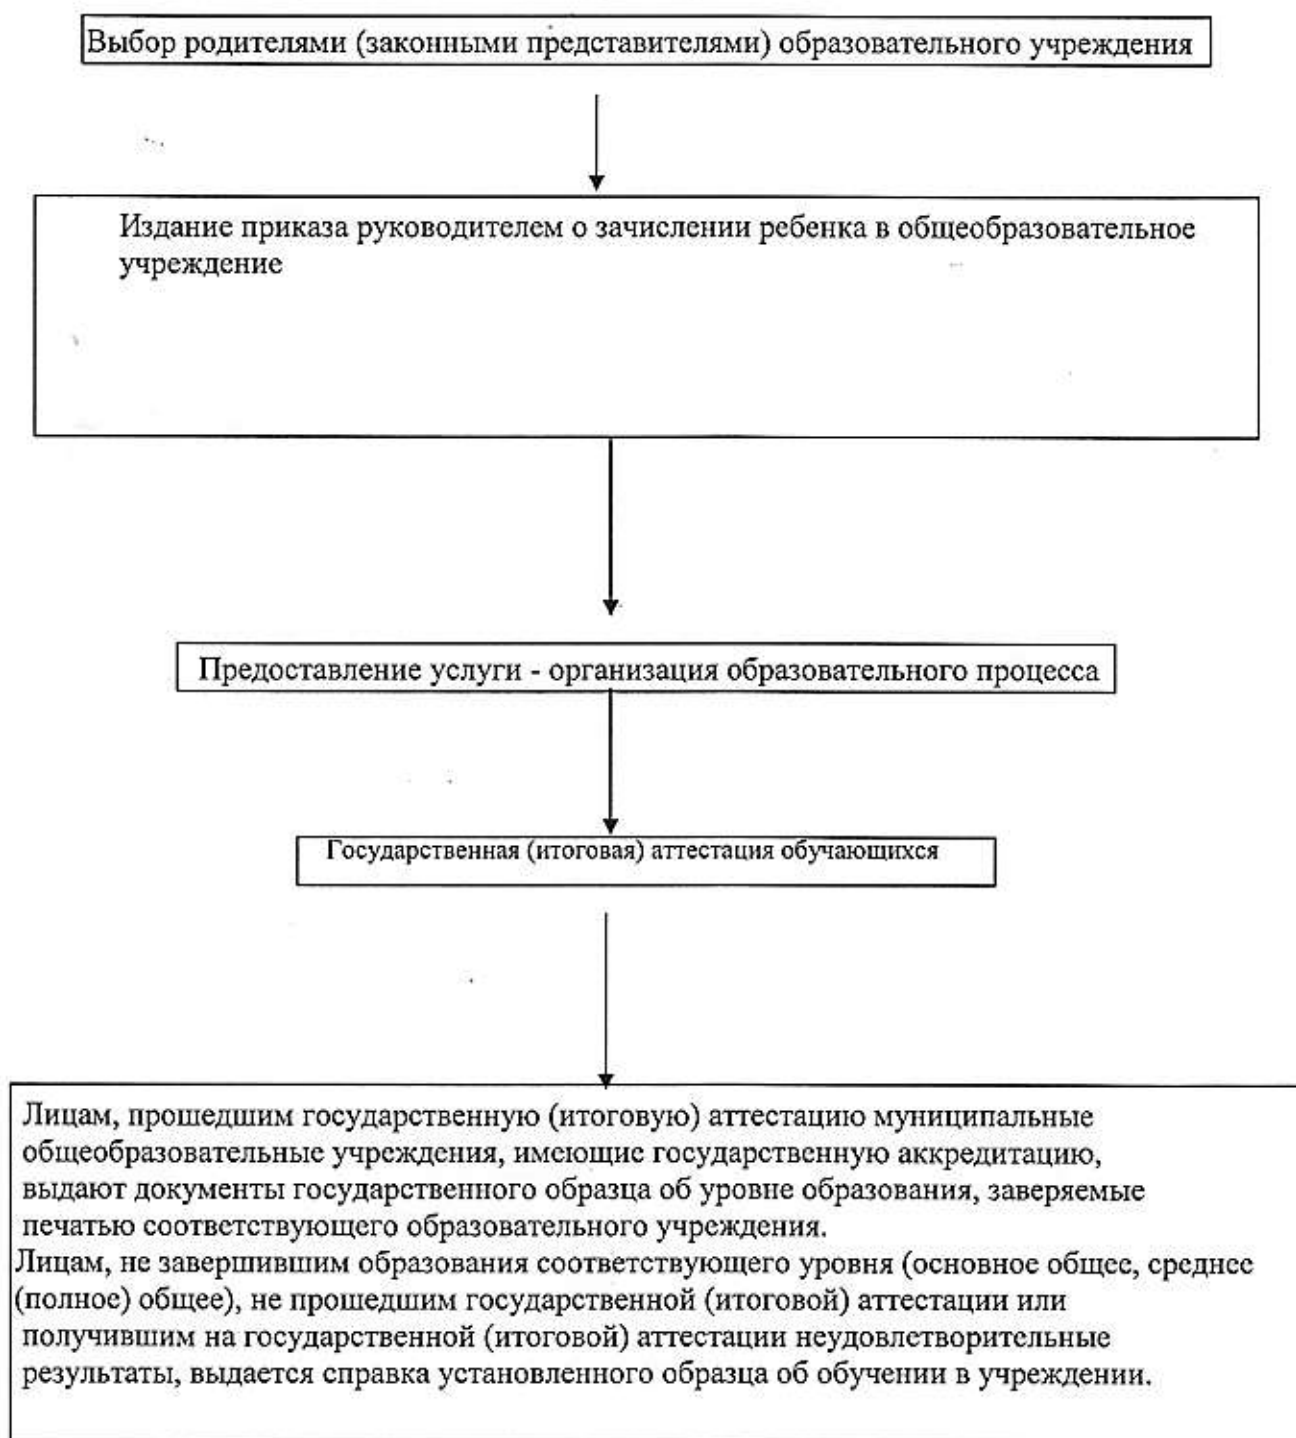 Выбор родителями (законными представителями) образовательного учреждения
Издание приказа руководителем о зачислении ребенка в общеобразовательное
учреждение
Предоставление услуги - организация образовательного процесса
Государственная (итоговая) аттестация обучающихся
Лицам, прошедшим государственную (итоговую) аттестацию муниципальные
общеобразовательные учреждения, имеющие государственную аккредитацию,
выдают документы государственного образца об уровне образования, заверяемые
печатью соответствующего образовательного учреждения.
Лицам, не завершившим образования соответствующего уровня (основное общее, среднее
(полное) общее), не прошедшим государственной (итоговой) аттестации или
получившим на государственной (итоговой) аттестации неудовлетворительные
результаты, выдается справка установленного образца об обучении в учреждении.